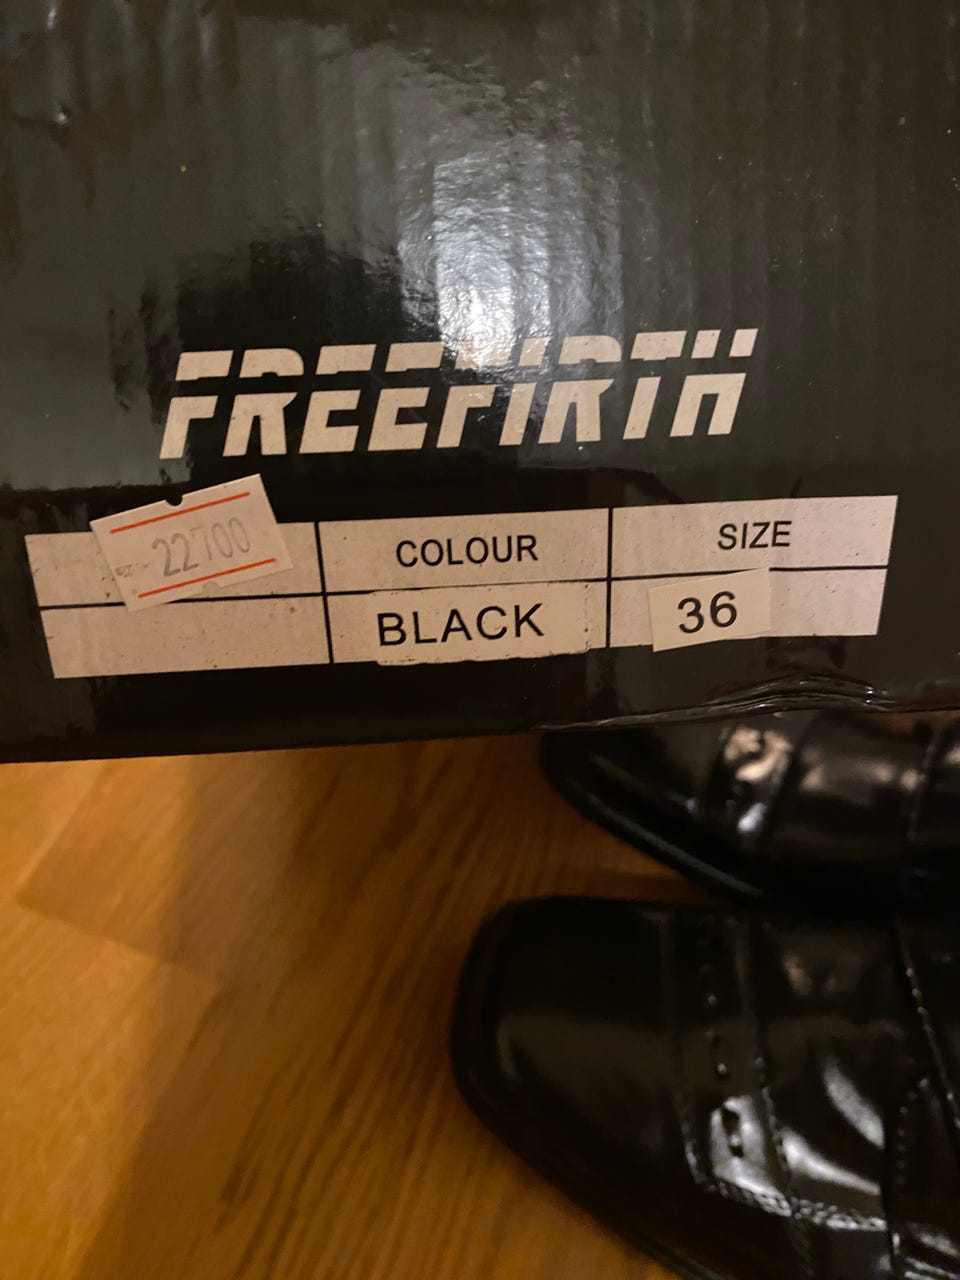 FREEFIRTH
22700
COLOUR
SIZE
BLACK
36